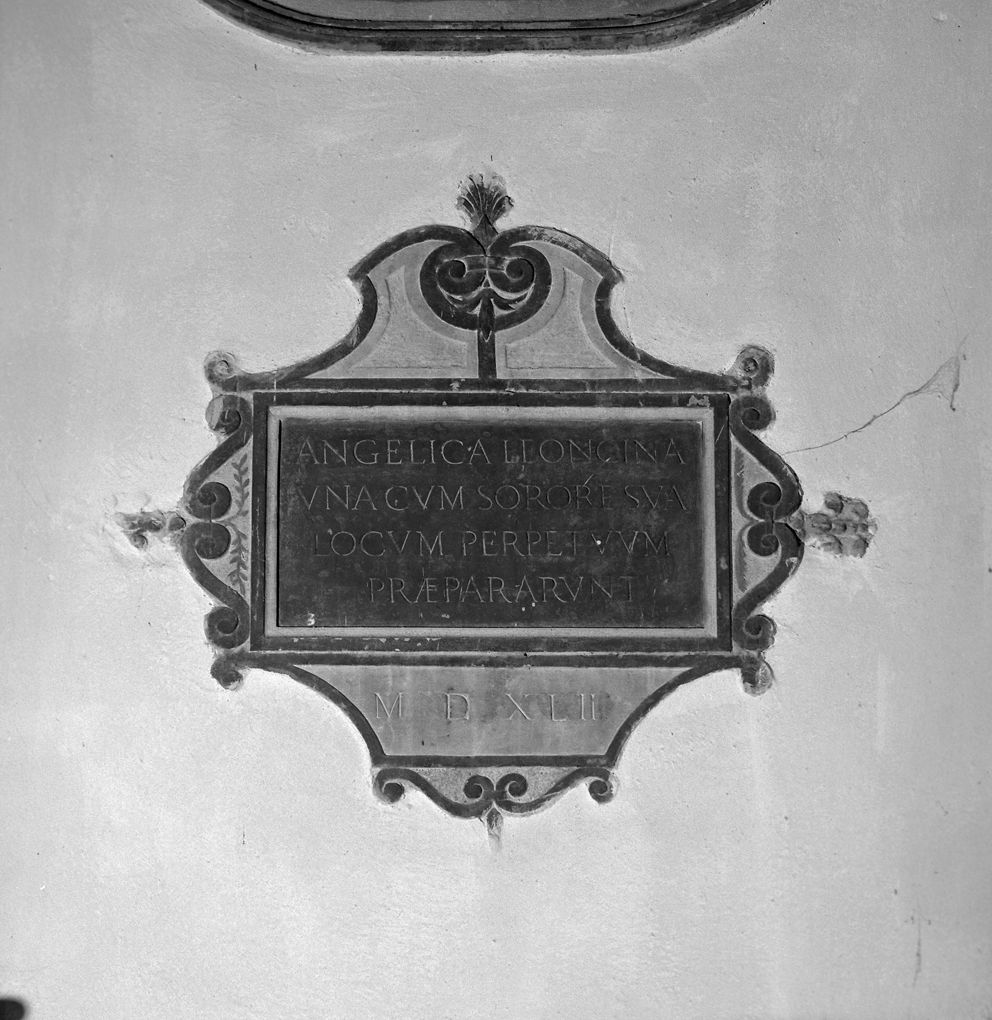 ANGELICA LEONCINA
VNA CVM SORORE SVA
LOCVM PERPETVVM
PRÆPARARVNT
M D XLII